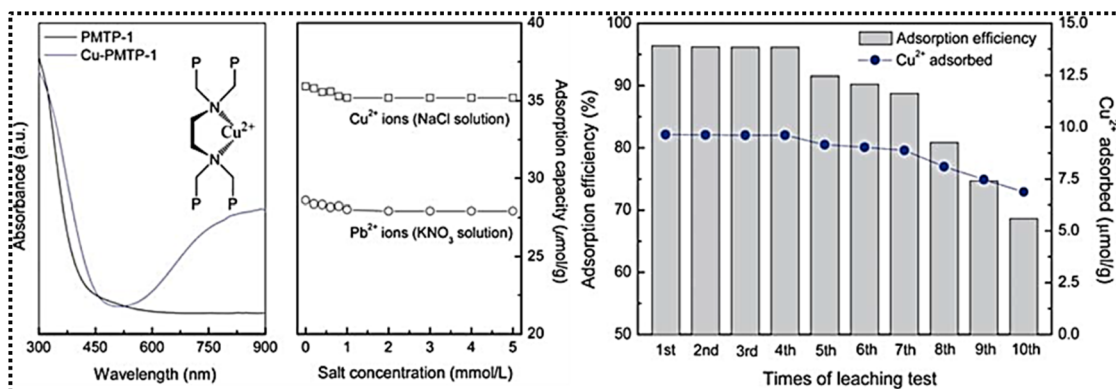 PMTP-1
Cu-PMTP-1
P P
N
Cu2+
N
P P
Absorbance (a.u.)
300 450 600 750 900
Wavelength (nm)
Cu2+ ions (NaCl solution)
Pb2+ ions (KNO3 solution)
40
35
30
25
20
Adsorption capacity (μmol/g)
0 1 2 3 4 5
Salt concentration (mmol/L)
Adsorption efficiency
Cu2+ adsorbed
100
95
90
80
70
60
50
Adsorption efficiency (%)
15.0
12.5
10.0
7.5
5.0
2.5
0.0
Cu2+ adsorbed (μmol/g)
1st 2nd 3rd 4th 5th 6th 7th 8th 9th 10th
Times of leaching test